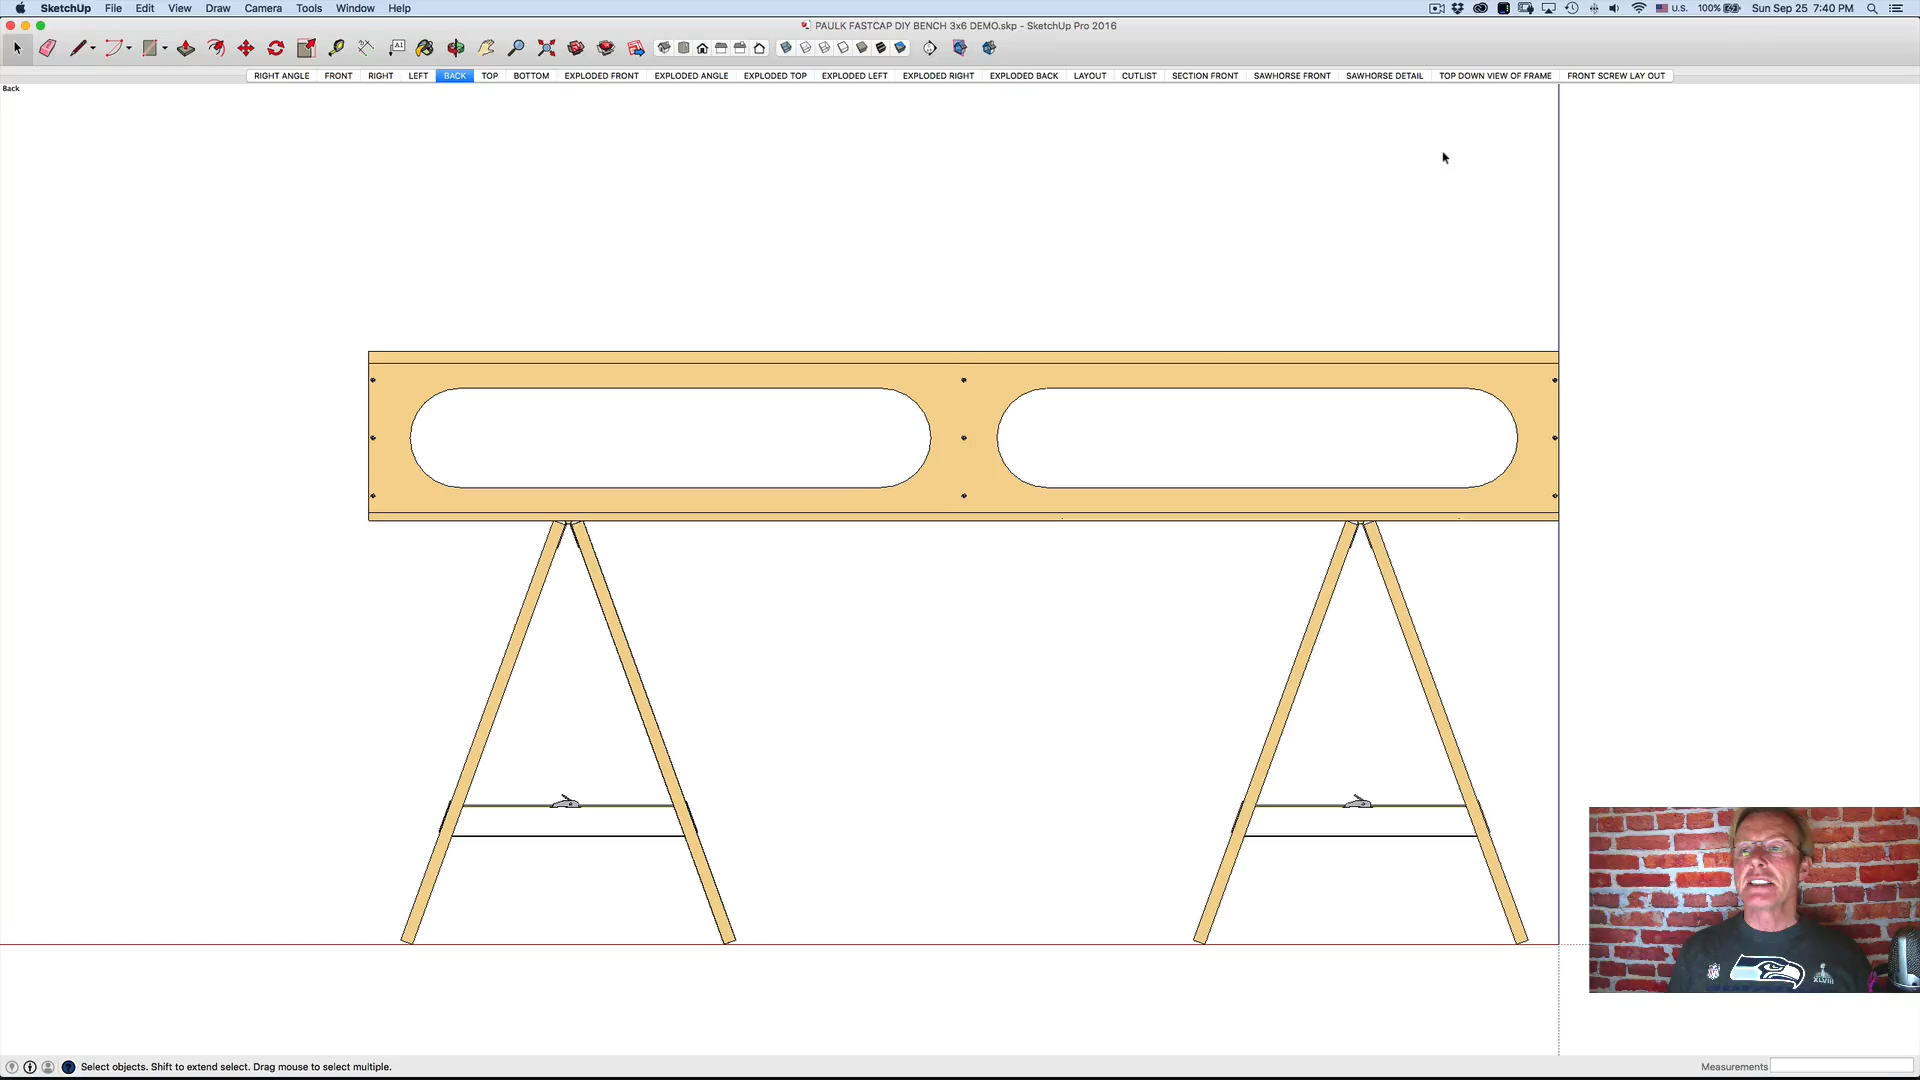 SketchUp File Edit View Draw Camera Tools Window Help U.S. 100% Sun Sep 25 7:40 PM
PAULK FASTCAP DIY BENCH 3x6 DEMO.skp - SketchUp Pro 2016
A1
RIGHT ANGLE FRONT RIGHT LEFT BACK TOP BOTTOM EXPLODED FRONT EXPLODED ANGLE EXPLODED TOP EXPLODED LEFT EXPLODED RIGHT EXPLODED BACK LAYOUT CUTLIST SECTION FRONT SAWHORSE FRONT SAWHORSE DETAIL TOP DOWN VIEW OF FRAME FRONT SCREW LAY OUT
Back
NFL
XLVIII
Select objects. Shift to extend select. Drag mouse to select multiple. Measurements